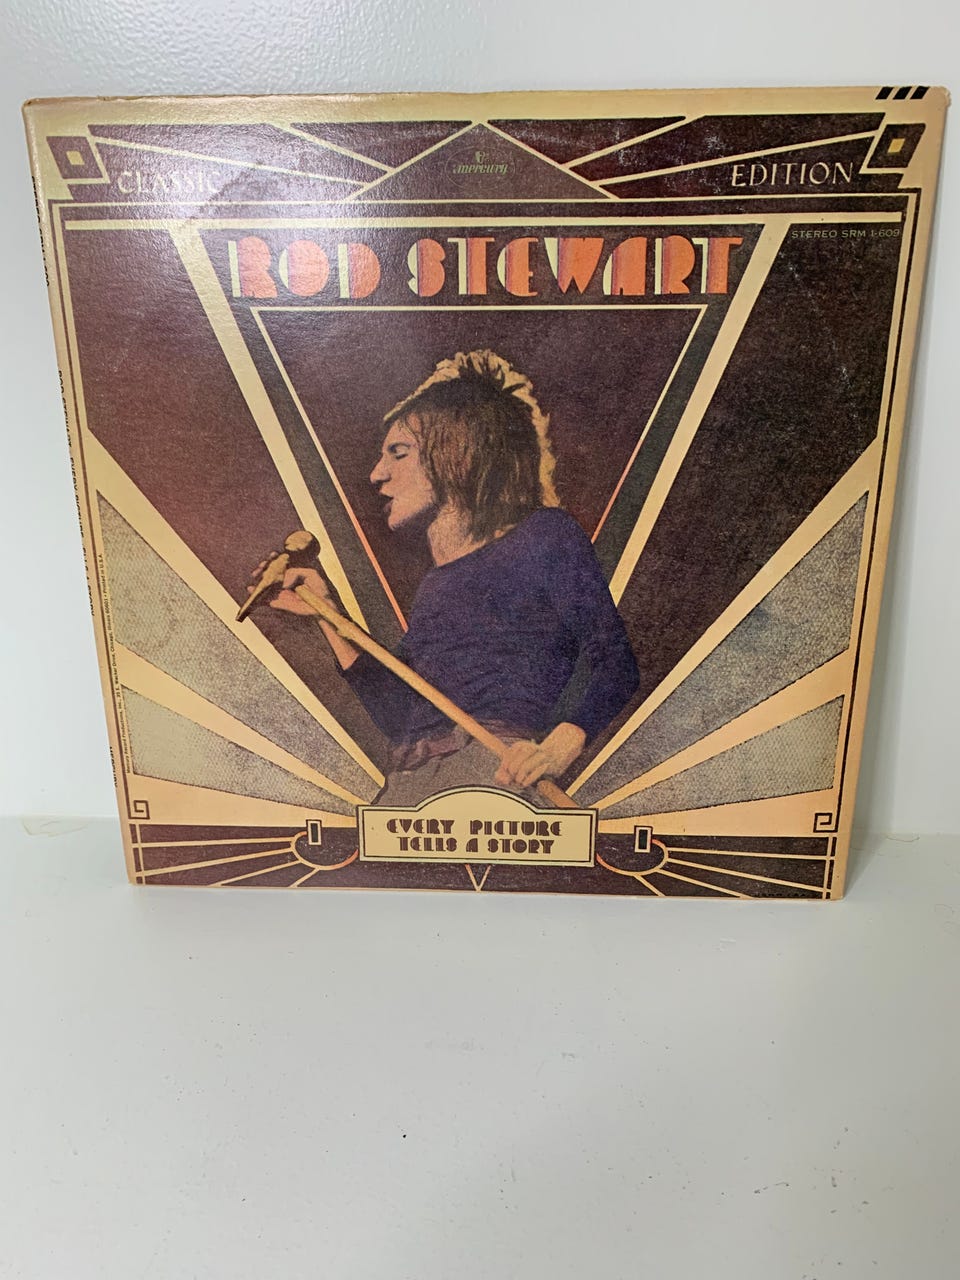 mercury
CLASSIC EDITION
STEREO SRM 1-609
ROD STEWART
EVERY PICTURE
TELLS A STORY